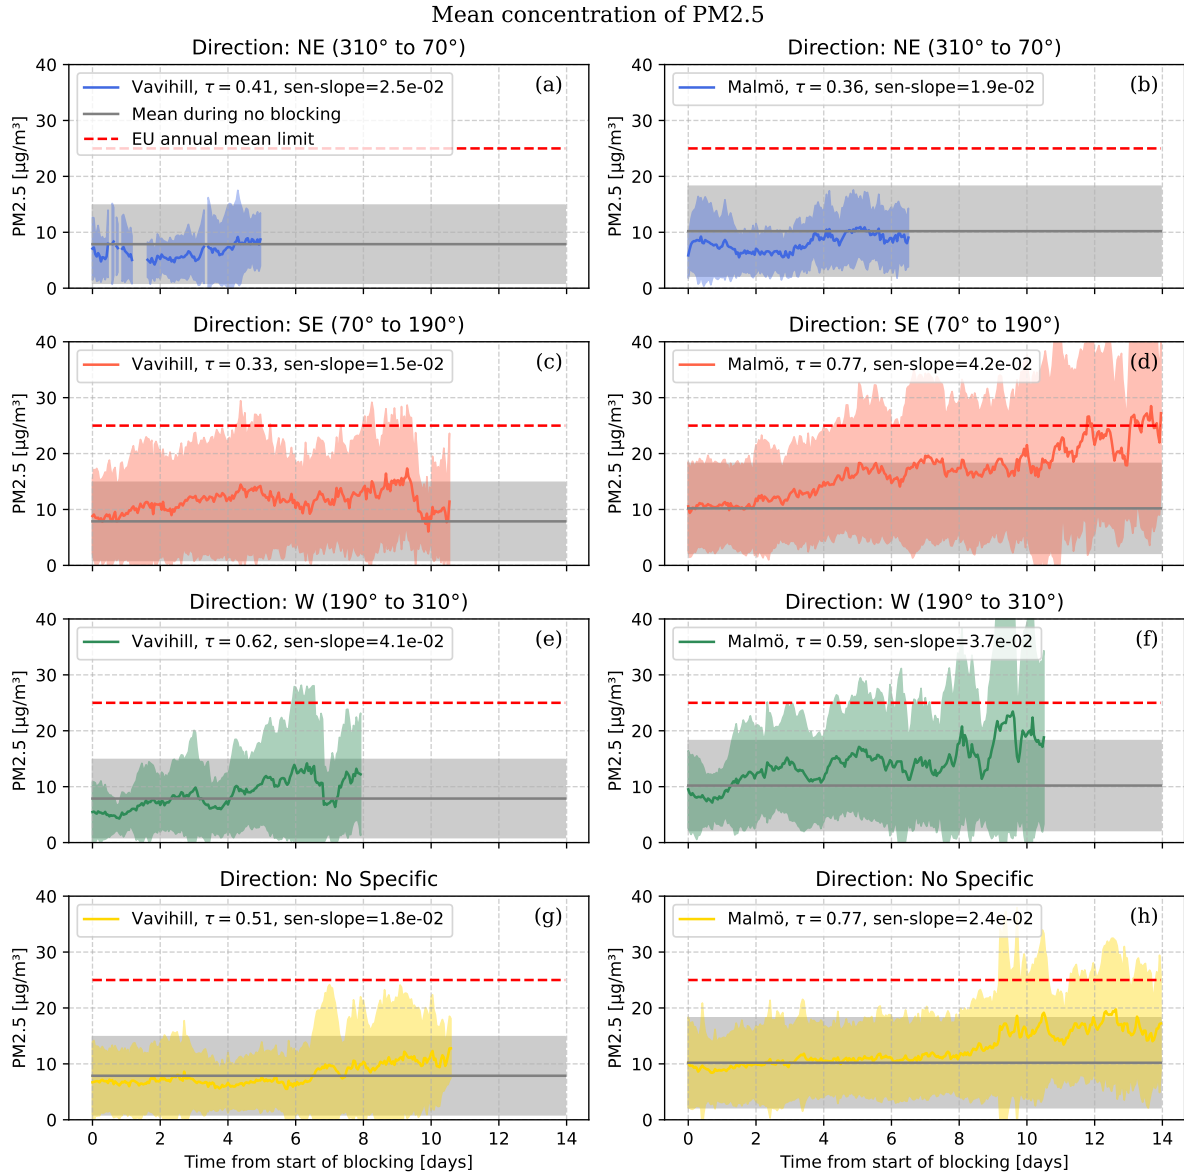 Mean concentration of PM2.5
Direction: NE (310° to 70°)
PM2.5 [µg/m³]
40
30
20
10
0
Vavihill, τ = 0.41, sen-slope=2.5e-02
Mean during no blocking
EU annual mean limit
(a)
Direction: NE (310° to 70°)
PM2.5 [µg/m³]
40
30
20
10
0
Malmö, τ = 0.36, sen-slope=1.9e-02
(b)
Direction: SE (70° to 190°)
PM2.5 [µg/m³]
40
30
20
10
0
Vavihill, τ = 0.33, sen-slope=1.5e-02
(c)
Direction: SE (70° to 190°)
PM2.5 [µg/m³]
40
30
20
10
0
Malmö, τ = 0.77, sen-slope=4.2e-02
(d)
Direction: W (190° to 310°)
PM2.5 [µg/m³]
40
30
20
10
0
Vavihill, τ = 0.62, sen-slope=4.1e-02
(e)
Direction: W (190° to 310°)
PM2.5 [µg/m³]
40
30
20
10
0
Malmö, τ = 0.59, sen-slope=3.7e-02
(f)
Direction: No Specific
PM2.5 [µg/m³]
40
30
20
10
0
Vavihill, τ = 0.51, sen-slope=1.8e-02
(g)
0 2 4 6 8 10 12 14
Time from start of blocking [days]
Direction: No Specific
PM2.5 [µg/m³]
40
30
20
10
0
Malmö, τ = 0.77, sen-slope=2.4e-02
(h)
0 2 4 6 8 10 12 14
Time from start of blocking [days]